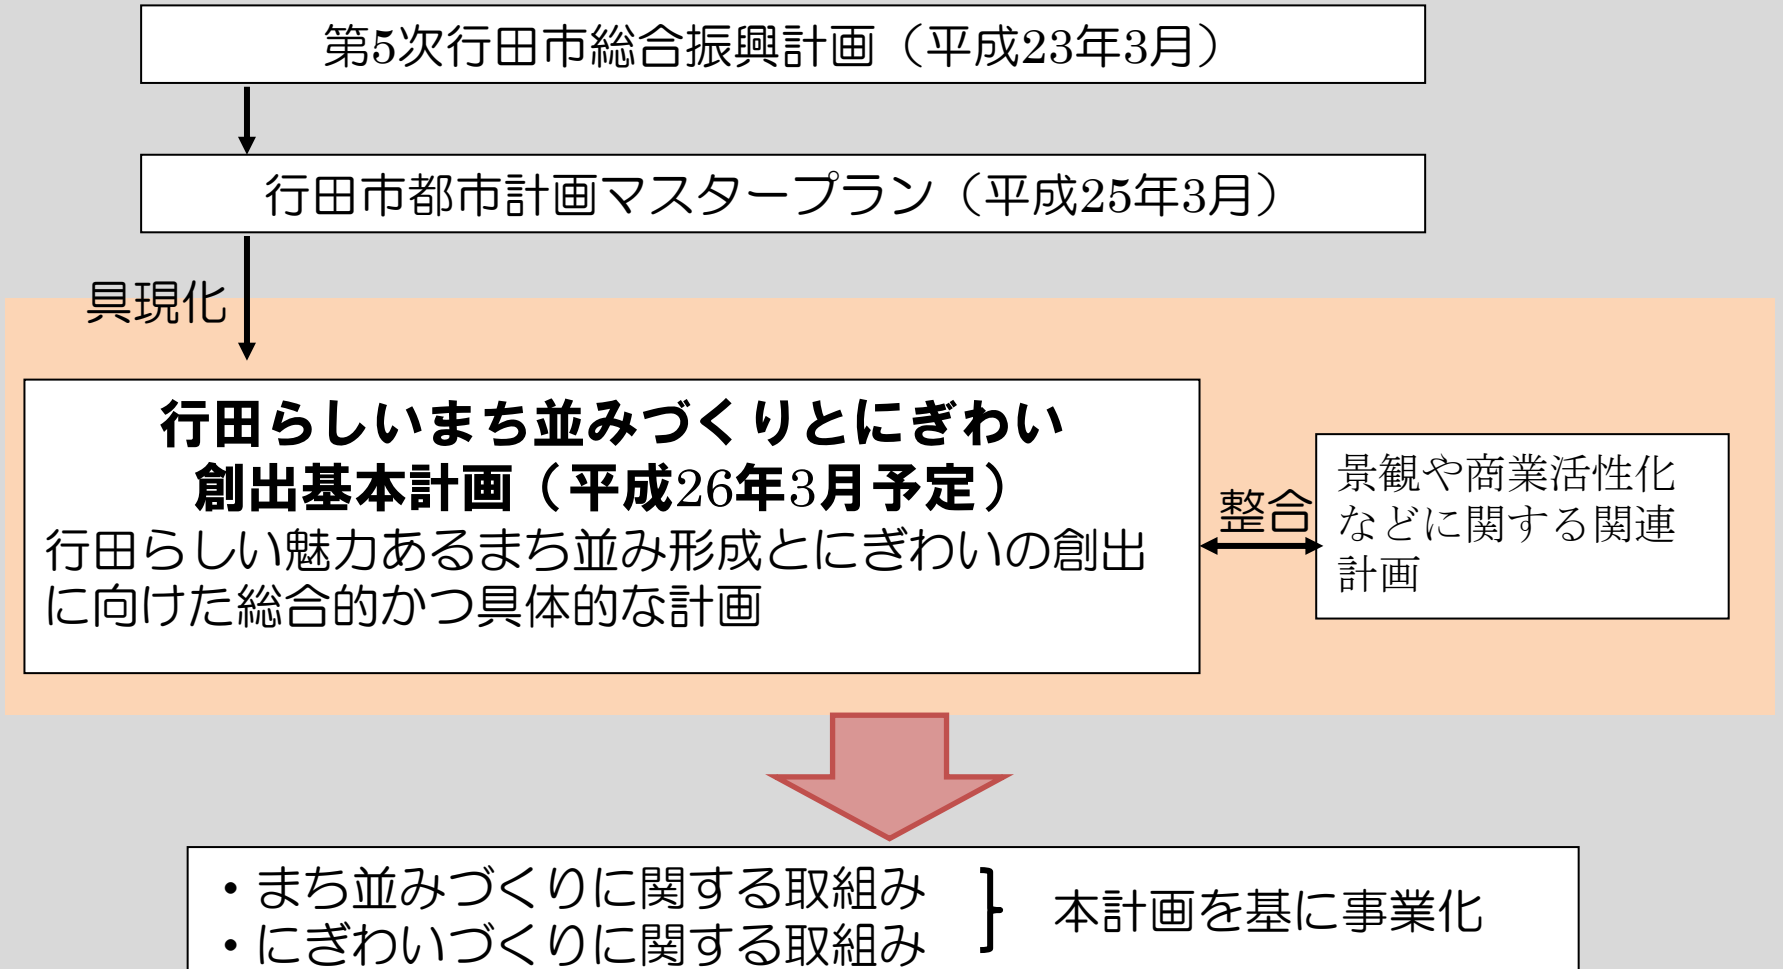 第5次行田市総合振興計画（平成23年3月）
行田市都市計画マスタープラン（平成25年3月）
具現化
行田らしいまち並みづくりとにぎわい
創出基本計画（平成26年3月予定）
行田らしい魅力あるまち並み形成とにぎわいの創出
に向けた総合的かつ具体的な計画
整合
景観や商業活性化
などに関する関連
計画
・まち並みづくりに関する取組み
・にぎわいづくりに関する取組み
本計画を基に事業化